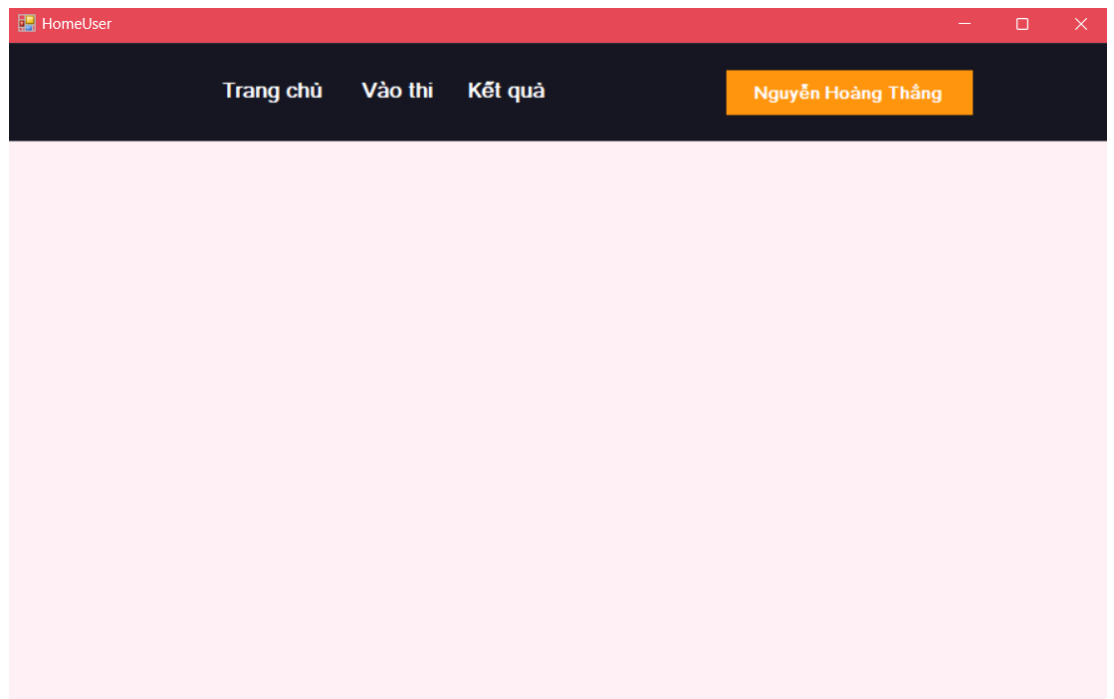 HomeUser
Trang chủ Vào thi Kết quả Nguyễn Hoàng Thắng